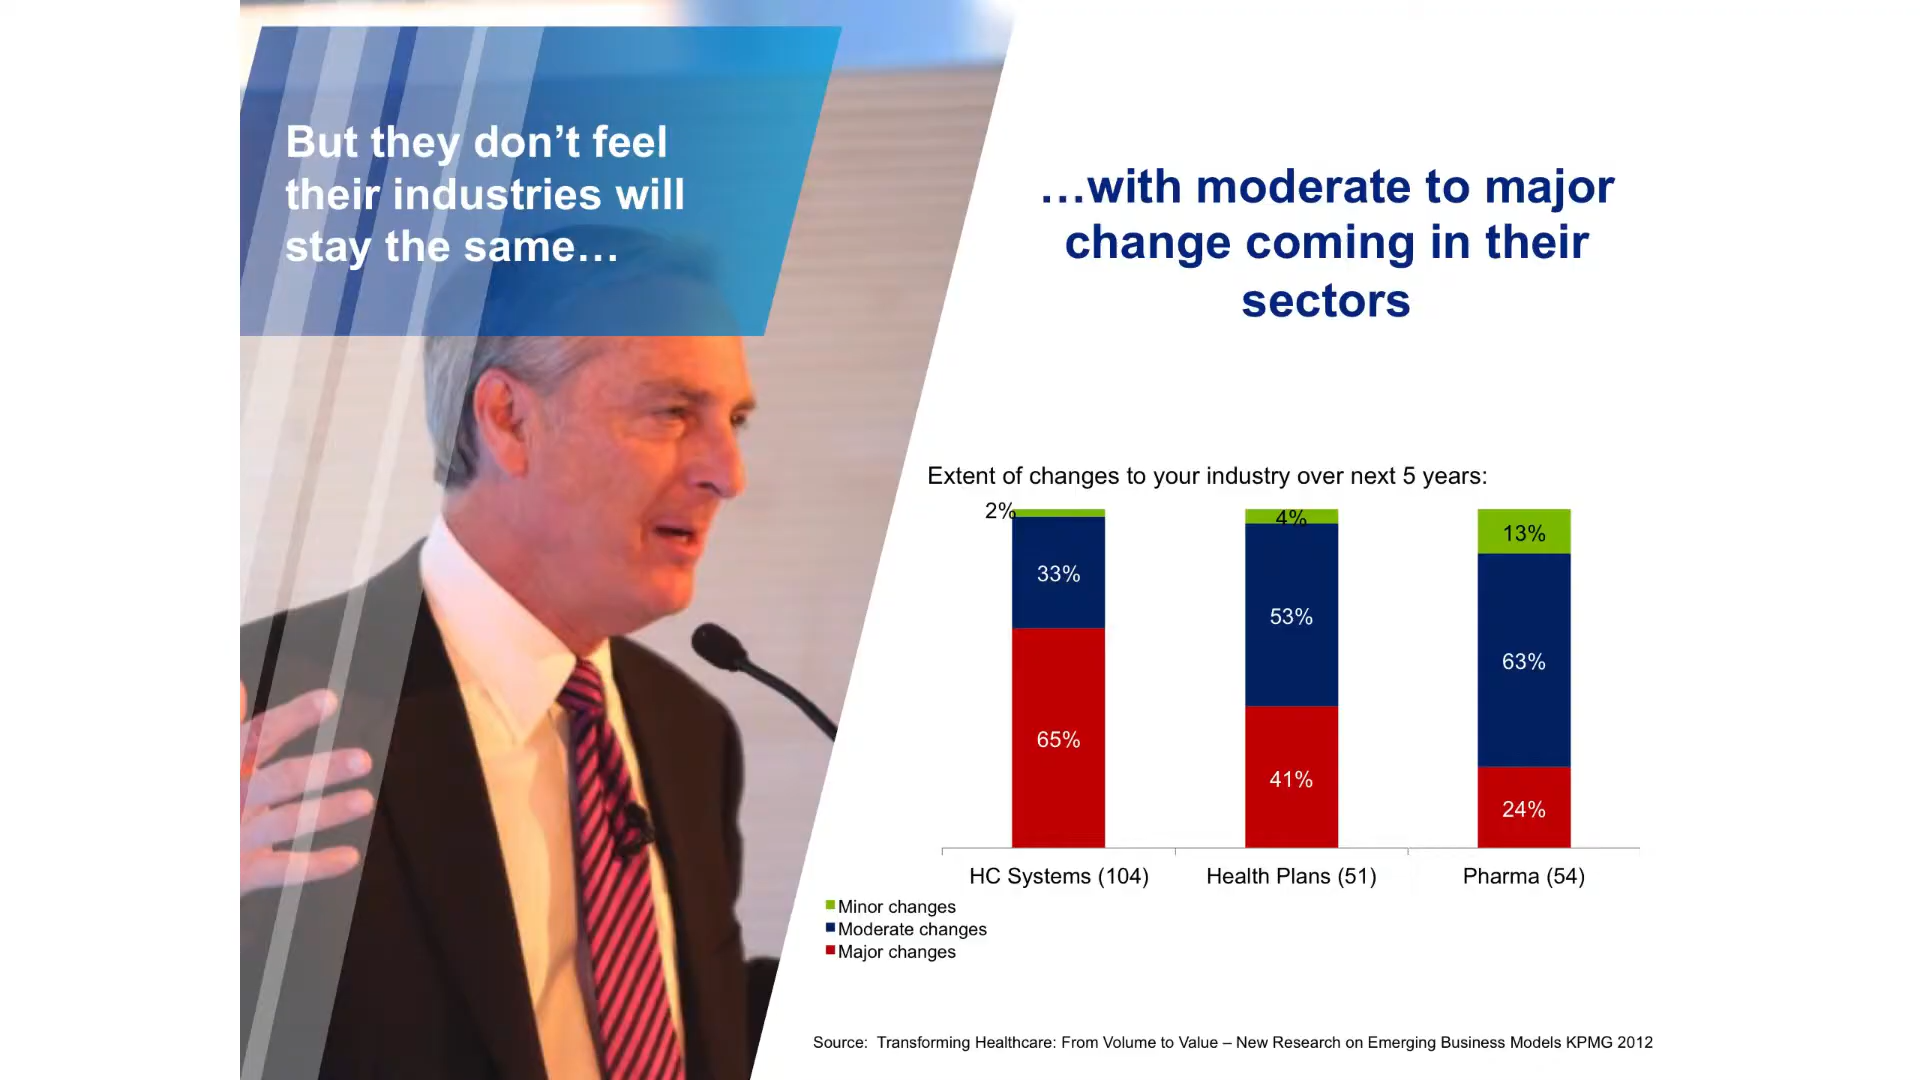 But they don’t feel
their industries will
stay the same…
…with moderate to major
change coming in their
sectors
Extent of changes to your industry over next 5 years:
2%
4%
13%
33%
53%
63%
65%
41%
24%
HC Systems (104)
Health Plans (51)
Pharma (54)
Minor changes
Moderate changes
Major changes
Source:  Transforming Healthcare: From Volume to Value – New Research on Emerging Business Models KPMG 2012